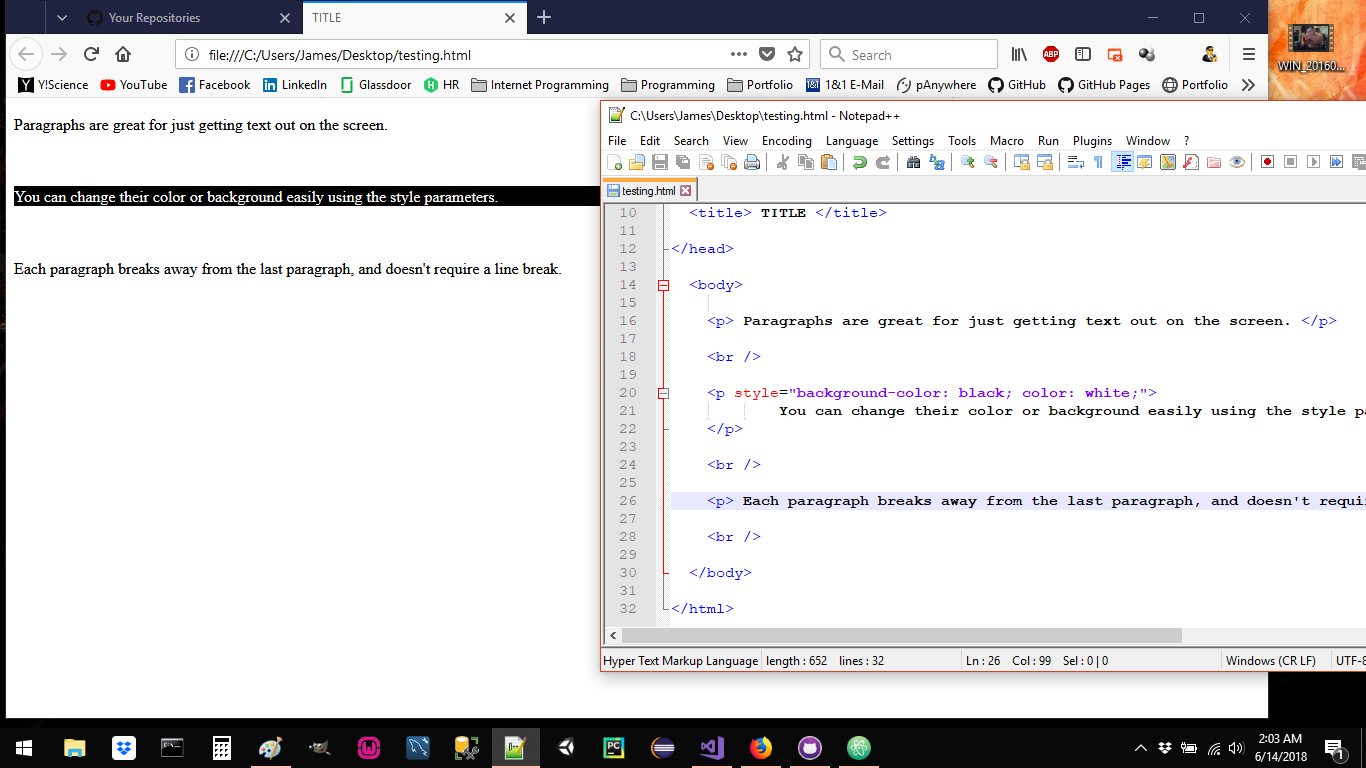 Your Repositories
TITLE
file:///C:/Users/James/Desktop/testing.html
Search
ABP
WIN_20160...
Y!Science YouTube Facebook LinkedIn Glassdoor HR Internet Programming Programming Portfolio 1&1 E-Mail pAnywhere GitHub GitHub Pages Portfolio
Paragraphs are great for just getting text out on the screen.
You can change their color or background easily using the style parameters.
Each paragraph breaks away from the last paragraph, and doesn't require a line break.
C:\Users\James\Desktop\testing.html - Notepad++
File Edit Search View Encoding Language Settings Tools Macro Run Plugins Window ?
testing.html
10 <title> TITLE </title>
11
12 </head>
13
14 <body>
15
16 <p> Paragraphs are great for just getting text out on the screen. </p>
17
18 <br />
19
20 <p style="background-color: black; color: white;">
21 You can change their color or background easily using the style pa
22 </p>
23
24 <br />
25
26 <p> Each paragraph breaks away from the last paragraph, and doesn't requi
27
28 <br />
29
30 </body>
31
32 </html>
Hyper Text Markup Language length : 652 lines : 32 Ln : 26 Col : 99 Sel : 0 | 0 Windows (CR LF) UTF-8
PC
2:03 AM
6/14/2018
1